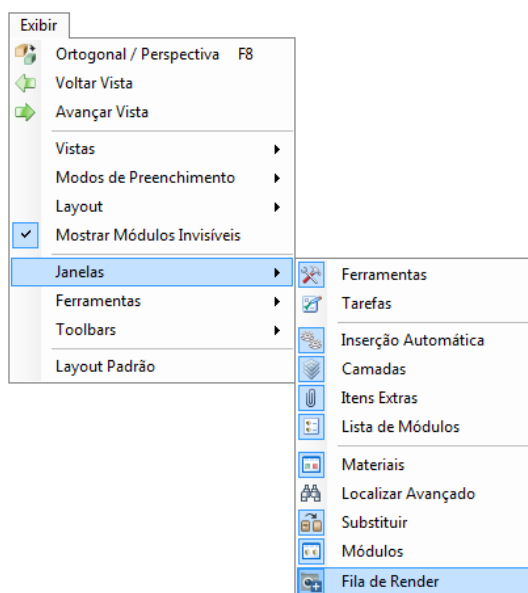 Exibir
Ortogonal / Perspectiva F8
Voltar Vista
Avançar Vista
Vistas
Modos de Preenchimento
Layout
Mostrar Módulos Invisíveis
Janelas
Ferramentas
Toolbars
Layout Padrão
Ferramentas
Tarefas
Inserção Automática
Camadas
Itens Extras
Lista de Módulos
Materiais
Localizar Avançado
Substituir
Módulos
Fila de Render